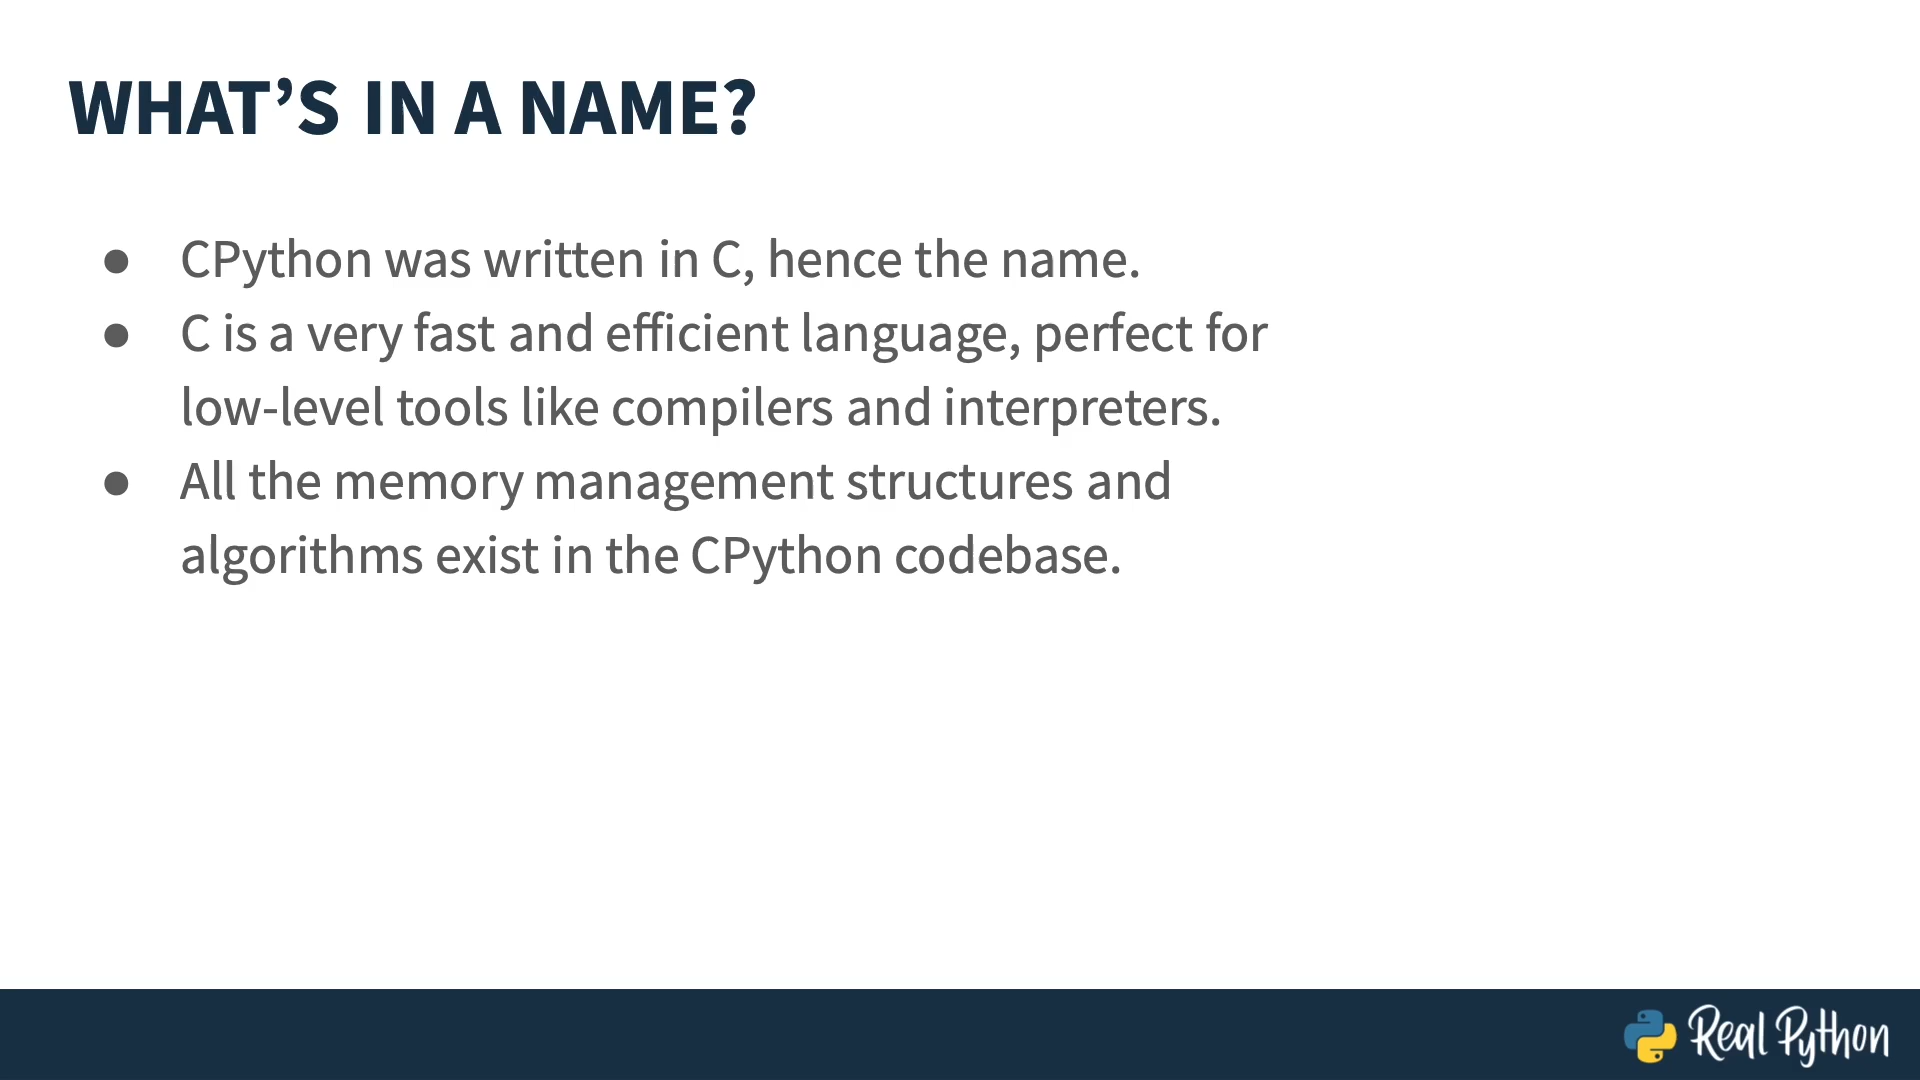 WHAT’S IN A NAME?
● CPython was written in C, hence the name.
● C is a very fast and efficient language, perfect for
low-level tools like compilers and interpreters.
● All the memory management structures and
algorithms exist in the CPython codebase.
Real Python